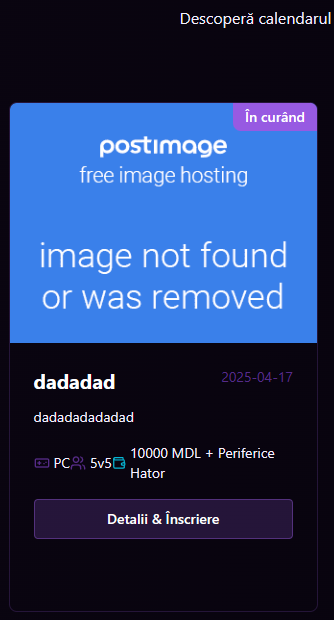 Descoperă calendarul
În curând
postimage
free image hosting
image not found
or was removed
dadadad
2025-04-17
dadadadadadad
PC 5v5 10000 MDL + Periferice
Hator
Detalii & Înscriere